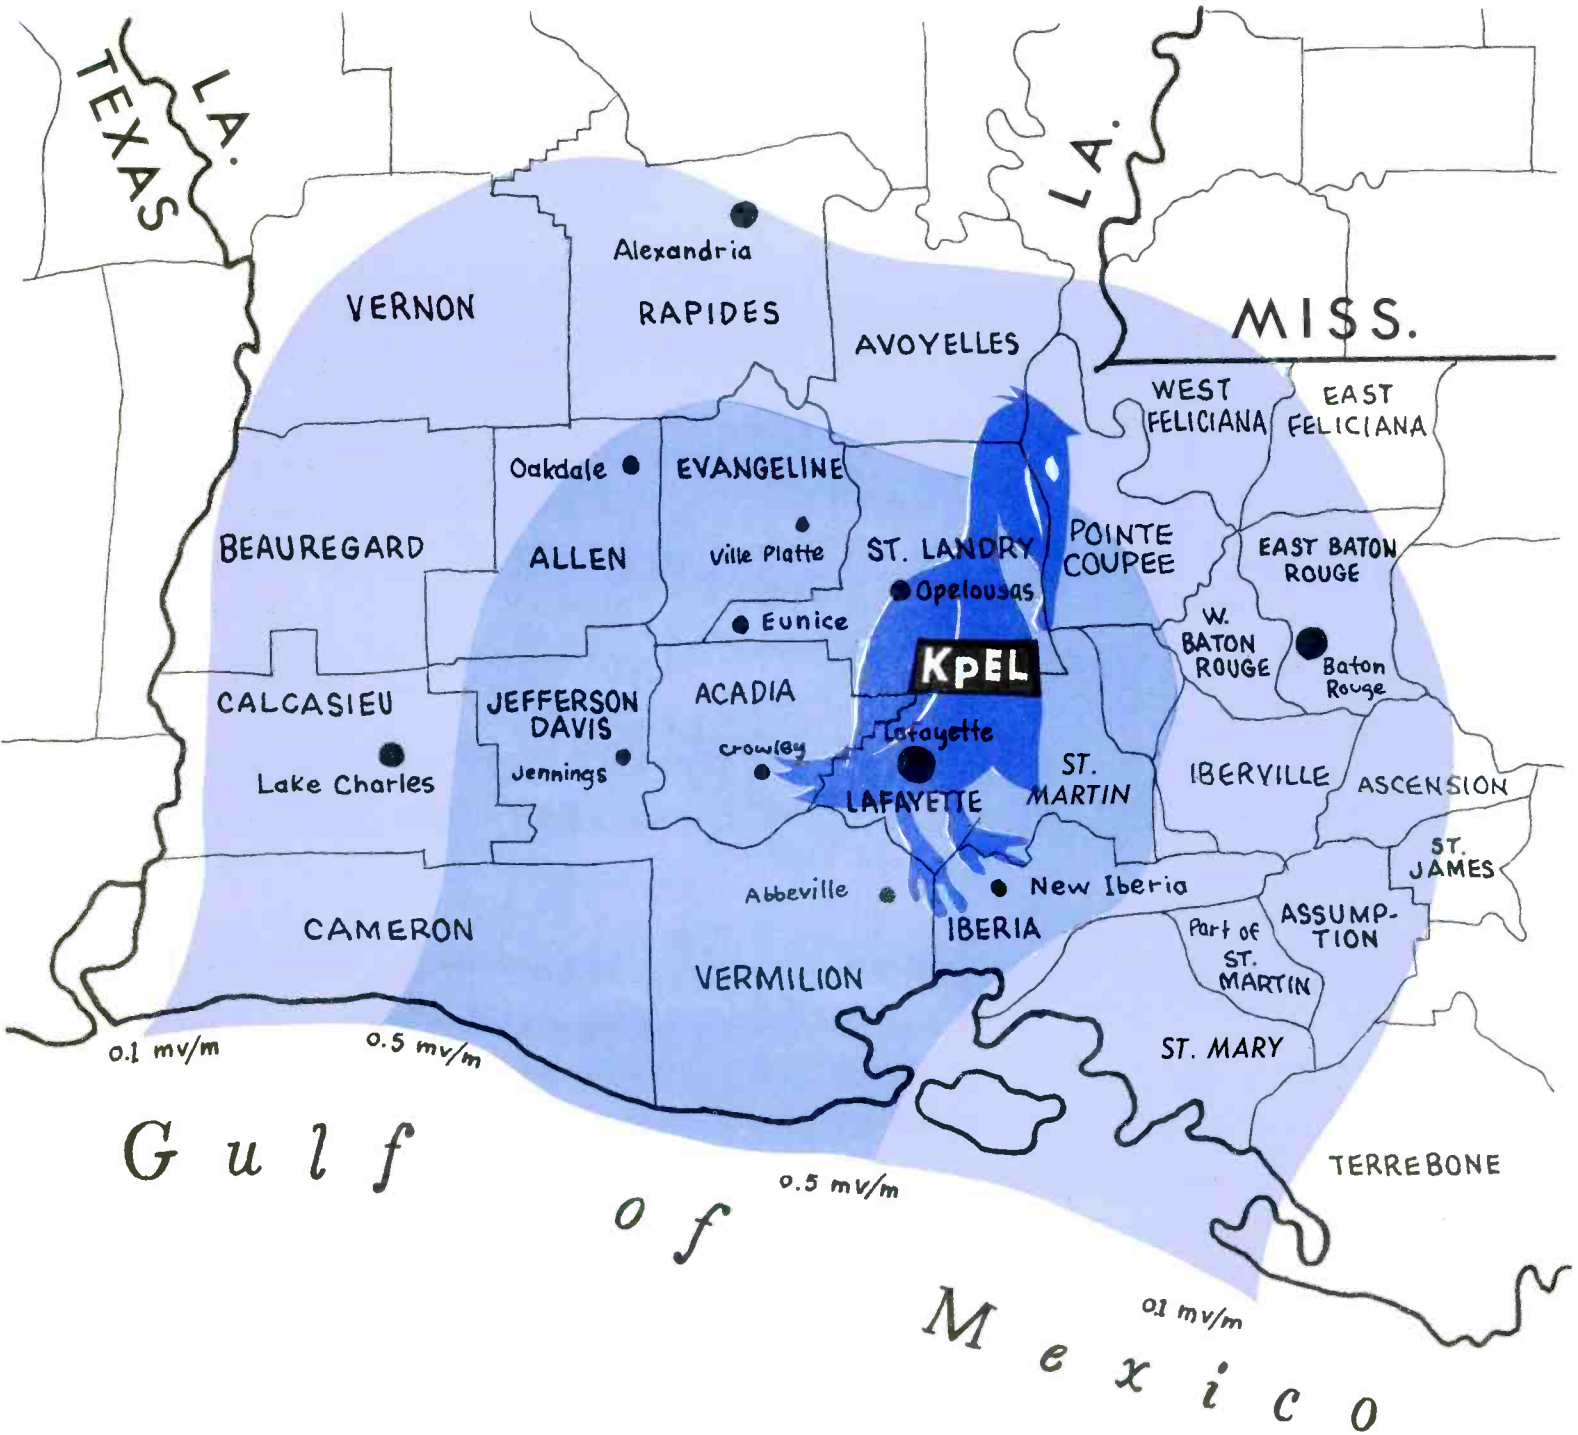 TEXAS
LA.
LA.
MISS.
Alexandria
VERNON
RAPIDES
AVOYELLES
WEST
FELICIANA
EAST
FELICIANA
Oakdale
EVANGELINE
BEAUREGARD
ALLEN
Ville Platte
ST. LANDRY
POINTE
COUPEE
EAST BATON
ROUGE
Opelousas
Eunice
W.
BATON
ROUGE
KpEL
Baton
Rouge
CALCASIEU
JEFFERSON
DAVIS
ACADIA
Lafayette
Crowley
Jennings
Lake Charles
LAFAYETTE
ST.
MARTIN
IBERVILLE
ASCENSION
ST.
JAMES
Abbeville
New Iberia
CAMERON
IBERIA
Part of
ST.
MARTIN
ASSUMP-
TION
VERMILION
ST. MARY
0.1 mv/m
0.5 mv/m
TERREBONE
0.5 mv/m
0.1 mv/m
Gulf
of
Mexico